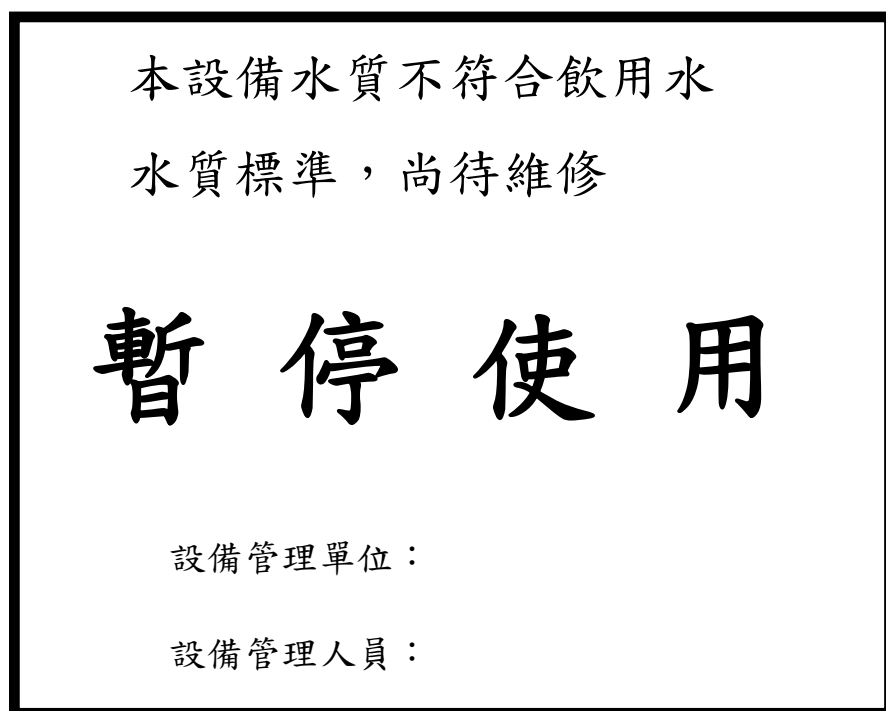 本設備水質不符合飲用水
水質標準，尚待維修
暫 停 使 用
設備管理單位：
設備管理人員：